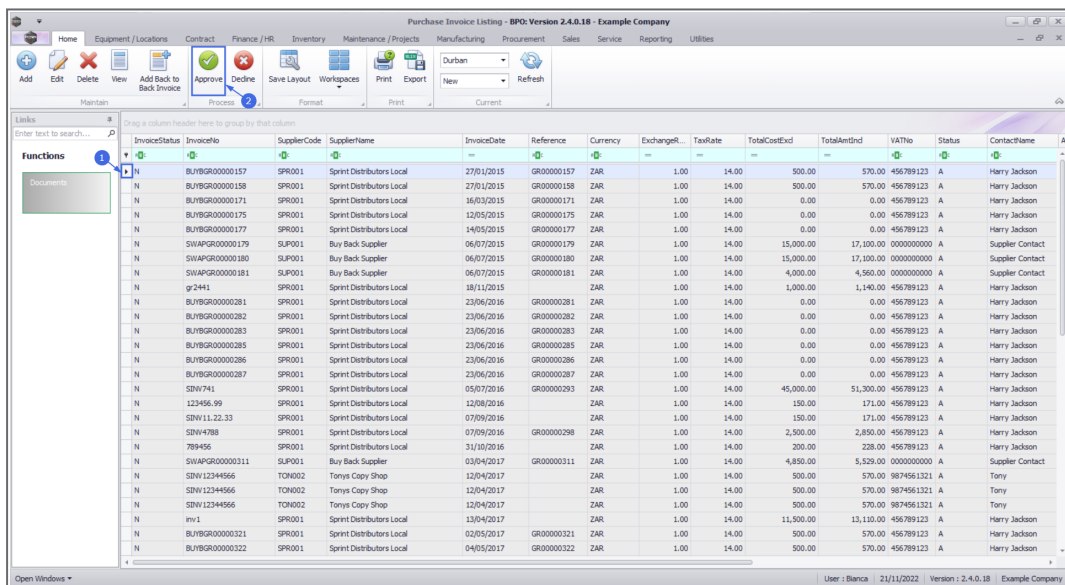 Purchase Invoice Listing - BPO: Version 2.4.0.18 - Example Company
Home Equipment / Locations Contract Finance / HR Inventory Maintenance / Projects Manufacturing Procurement Sales Service Reporting Utilities
Add Edit Delete View Add Back to Back Invoice Approve Decline Save Layout Workspaces Print Export Durban New Refresh
Maintain Process 2 Format Print Current
Links
Enter text to search...
Functions
Documents
1
Drag a column header here to group by that column
InvoiceStatus InvoiceNo SupplierCode SupplierName InvoiceDate Reference Currency ExchangeR... TaxRate TotalCostExcl TotalAmtIncl VATNo Status ContactName A
N BUYBGR00000157 SPR001 Sprint Distributors Local 27/01/2015 GR00000157 ZAR 1.00 14.00 500.00 570.00 456789123 A Harry Jackson
N BUYBGR00000158 SPR001 Sprint Distributors Local 27/01/2015 GR00000158 ZAR 1.00 14.00 500.00 570.00 456789123 A Harry Jackson
N BUYBGR00000171 SPR001 Sprint Distributors Local 16/03/2015 GR00000171 ZAR 1.00 14.00 0.00 0.00 456789123 A Harry Jackson
N BUYBGR00000175 SPR001 Sprint Distributors Local 12/05/2015 GR00000175 ZAR 1.00 14.00 0.00 0.00 456789123 A Harry Jackson
N BUYBGR00000177 SPR001 Sprint Distributors Local 14/05/2015 GR00000177 ZAR 1.00 14.00 0.00 0.00 456789123 A Harry Jackson
N SWAPGR00000179 SUP001 Buy Back Supplier 06/07/2015 GR00000179 ZAR 1.00 14.00 15,000.00 17,100.00 0000000000 A Supplier Contact
N SWAPGR00000180 SUP001 Buy Back Supplier 06/07/2015 GR00000180 ZAR 1.00 14.00 15,000.00 17,100.00 0000000000 A Supplier Contact
N SWAPGR00000181 SUP001 Buy Back Supplier 06/07/2015 GR00000181 ZAR 1.00 14.00 4,000.00 4,560.00 0000000000 A Supplier Contact
N gr2441 SPR001 Sprint Distributors Local 18/11/2015 ZAR 1.00 14.00 1,000.00 1,140.00 456789123 A Harry Jackson
N BUYBGR00000281 SPR001 Sprint Distributors Local 23/06/2016 GR00000281 ZAR 1.00 14.00 0.00 0.00 456789123 A Harry Jackson
N BUYBGR00000282 SPR001 Sprint Distributors Local 23/06/2016 GR00000282 ZAR 1.00 14.00 0.00 0.00 456789123 A Harry Jackson
N BUYBGR00000283 SPR001 Sprint Distributors Local 23/06/2016 GR00000283 ZAR 1.00 14.00 0.00 0.00 456789123 A Harry Jackson
N BUYBGR00000285 SPR001 Sprint Distributors Local 23/06/2016 GR00000285 ZAR 1.00 14.00 0.00 0.00 456789123 A Harry Jackson
N BUYBGR00000286 SPR001 Sprint Distributors Local 23/06/2016 GR00000286 ZAR 1.00 14.00 0.00 0.00 456789123 A Harry Jackson
N BUYBGR00000287 SPR001 Sprint Distributors Local 23/06/2016 GR00000287 ZAR 1.00 14.00 0.00 0.00 456789123 A Harry Jackson
N SINV741 SPR001 Sprint Distributors Local 05/07/2016 GR00000293 ZAR 1.00 14.00 45,000.00 51,300.00 456789123 A Harry Jackson
N 123456.99 SPR001 Sprint Distributors Local 12/08/2016 ZAR 1.00 14.00 150.00 171.00 456789123 A Harry Jackson
N SINV11.22.33 SPR001 Sprint Distributors Local 07/09/2016 ZAR 1.00 14.00 150.00 171.00 456789123 A Harry Jackson
N SINV4788 SPR001 Sprint Distributors Local 07/09/2016 GR00000298 ZAR 1.00 14.00 2,500.00 2,850.00 456789123 A Harry Jackson
N 789456 SPR001 Sprint Distributors Local 31/10/2016 ZAR 1.00 14.00 200.00 228.00 456789123 A Harry Jackson
N SWAPGR00000311 SUP001 Buy Back Supplier 03/04/2017 GR00000311 ZAR 1.00 14.00 4,850.00 5,529.00 0000000000 A Supplier Contact
N SINV12344566 TON002 Tonys Copy Shop 12/04/2017 ZAR 1.00 14.00 500.00 570.00 9874561321 A Tony
N SINV12344566 TON002 Tonys Copy Shop 12/04/2017 ZAR 1.00 14.00 500.00 570.00 9874561321 A Tony
N SINV12344566 TON002 Tonys Copy Shop 12/04/2017 ZAR 1.00 14.00 500.00 570.00 9874561321 A Tony
N inv1 SPR001 Sprint Distributors Local 13/04/2017 ZAR 1.00 14.00 11,500.00 13,110.00 456789123 A Harry Jackson
N BUYBGR00000321 SPR001 Sprint Distributors Local 02/05/2017 GR00000321 ZAR 1.00 14.00 500.00 570.00 456789123 A Harry Jackson
N BUYBGR00000322 SPR001 Sprint Distributors Local 04/05/2017 GR00000322 ZAR 1.00 14.00 500.00 570.00 456789123 A Harry Jackson
Open Windows User : Bianca 21/11/2022 Version : 2.4.0.18 Example Company